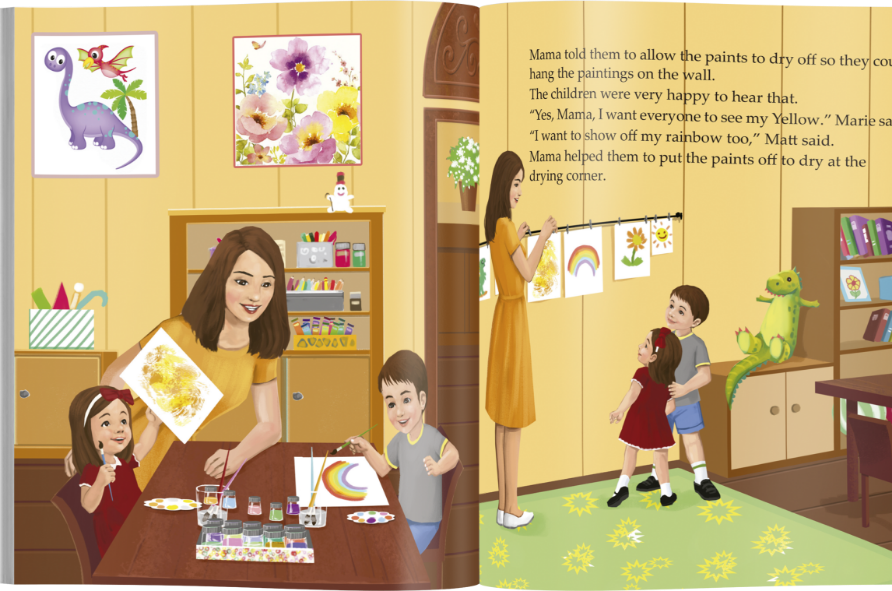 Mama told them to allow the paints to dry off so they cou
hang the paintings on the wall.
The children were very happy to hear that.
“Yes, Mama, I want everyone to see my Yellow.” Marie sa
“I want to show off my rainbow too,” Matt said.
Mama helped them to put the paints off to dry at the
drying corner.